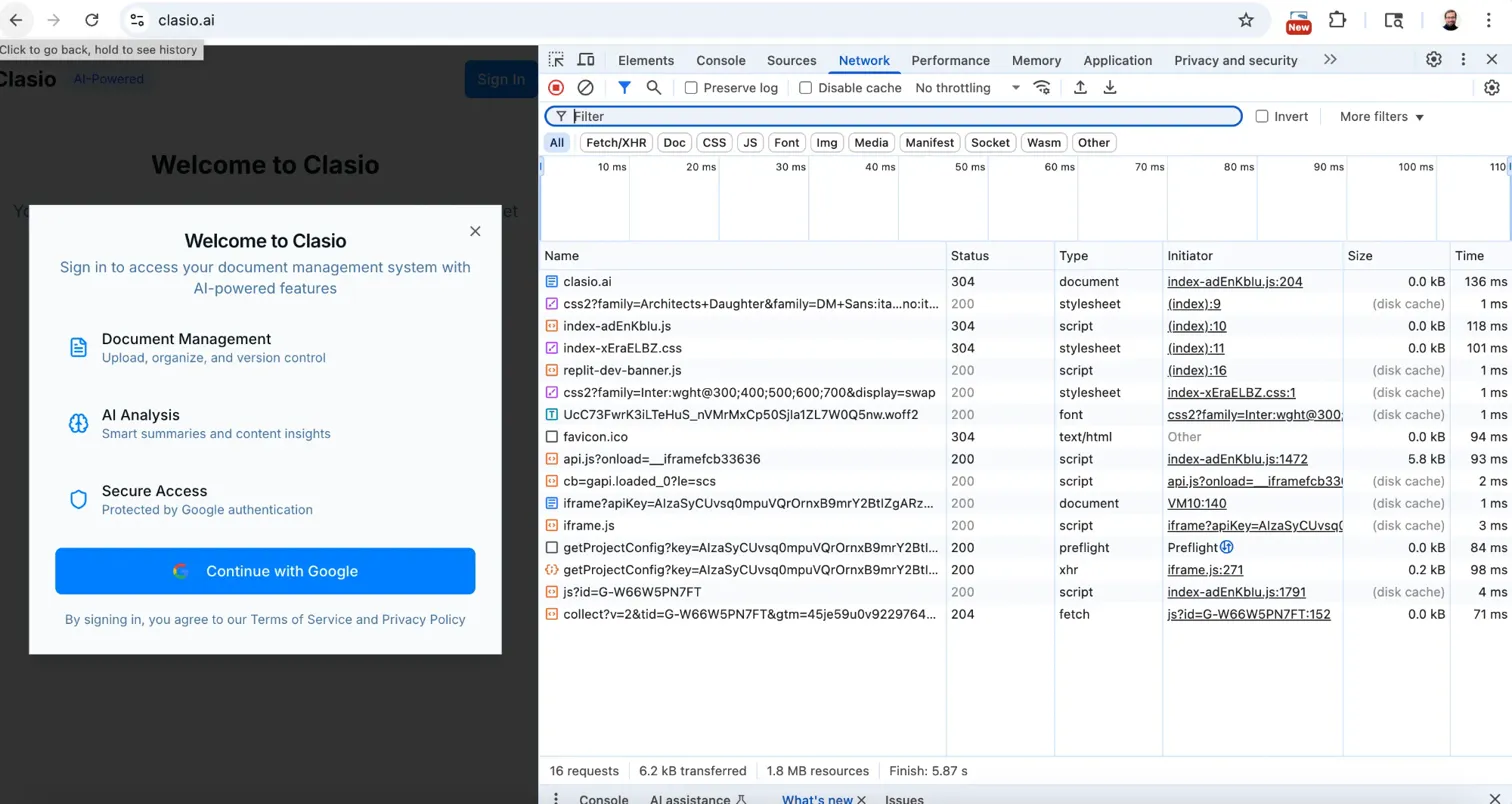 clasio.ai
New
Click to go back, hold to see history
Clasio AI-Powered
Sign In
Welcome to Clasio
Welcome to Clasio
Sign in to access your document management system with
AI-powered features
Document Management
Upload, organize, and version control
AI Analysis
Smart summaries and content insights
Secure Access
Protected by Google authentication
Continue with Google
By signing in, you agree to our Terms of Service and Privacy Policy
Elements Console Sources Network Performance Memory Application Privacy and security
Preserve log Disable cache No throttling
Filter Invert More filters
All Fetch/XHR Doc CSS JS Font Img Media Manifest Socket Wasm Other
10 ms 20 ms 30 ms 40 ms 50 ms 60 ms 70 ms 80 ms 90 ms 100 ms 110
Name Status Type Initiator Size Time
clasio.ai 304 document index-adEnKblu.js:204 0.0 kB 136 ms
css2?family=Architects+Daughter&family=DM+Sans:ita...no:it... 200 stylesheet (index):9 (disk cache) 1 ms
index-adEnKblu.js 304 script (index):10 0.0 kB 118 ms
index-xEraELBZ.css 304 stylesheet (index):11 0.0 kB 101 ms
replit-dev-banner.js 200 script (index):16 (disk cache) 1 ms
css2?family=Inter:wght@300;400;500;600;700&display=swap 200 stylesheet index-xEraELBZ.css:1 (disk cache) 1 ms
UcC73FwrK3iLTeHuS_nVMrMxCp50SjIa1ZL7W0Q5nw.woff2 200 font css2?family=Inter:wght@300; (disk cache) 1 ms
favicon.ico 304 text/html Other 0.0 kB 94 ms
api.js?onload=__iframefcb33636 200 script index-adEnKblu.js:1472 5.8 kB 93 ms
cb=gapi.loaded_0?le=scs 200 script api.js?onload=__iframefcb33 (disk cache) 2 ms
iframe?apiKey=AIzaSyCUvsq0mpuVQrOrnxB9mrY2BtIZgARz... 200 document VM10:140 (disk cache) 1 ms
iframe.js 200 script iframe?apiKey=AIzaSyCUvsq0 (disk cache) 3 ms
getProjectConfig?key=AIzaSyCUvsq0mpuVQrOrnxB9mrY2BtI... 200 preflight Preflight 0.0 kB 84 ms
getProjectConfig?key=AIzaSyCUvsq0mpuVQrOrnxB9mrY2BtI... 200 xhr iframe.js:271 0.2 kB 98 ms
js?id=G-W66W5PN7FT 200 script index-adEnKblu.js:1791 (disk cache) 4 ms
collect?v=2&tid=G-W66W5PN7FT&gtm=45je59u0v9229764... 204 fetch js?id=G-W66W5PN7FT:152 0.0 kB 71 ms
16 requests 6.2 kB transferred 1.8 MB resources Finish: 5.87 s
Console AI assistance What's new Issues